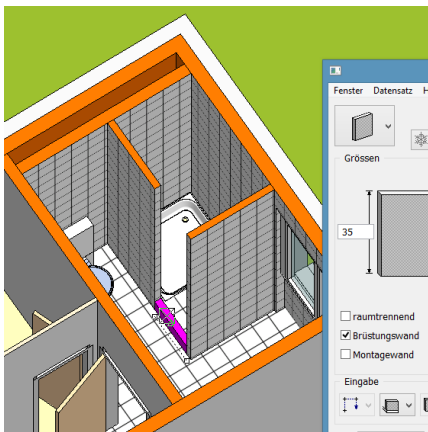 Fenster Datensatz
Grössen
35
raumtrennend
Brüstungswand
Montagewand
Eingabe